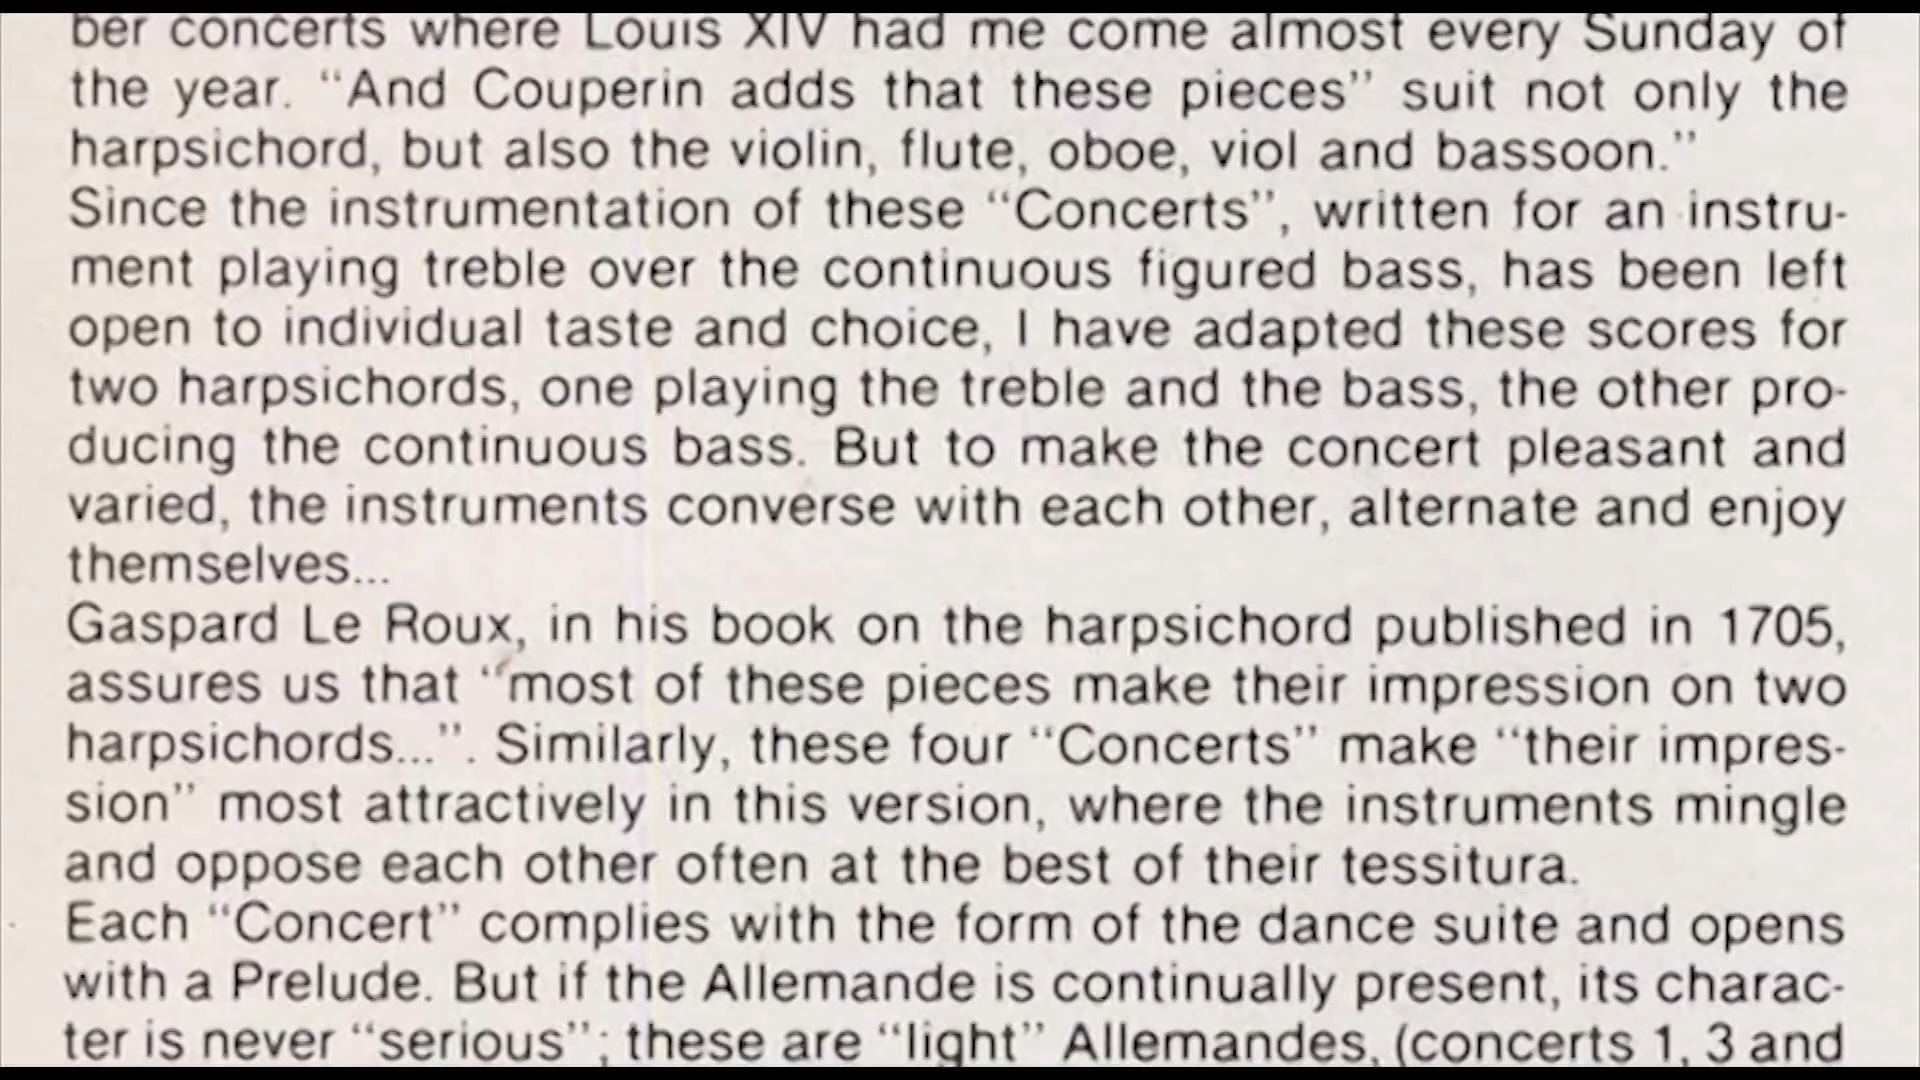 ber concerts where Louis XIV had me come almost every Sunday of
the year. “And Couperin adds that these pieces” suit not only the
harpsichord, but also the violin, flute, oboe, viol and bassoon.”
Since the instrumentation of these “Concerts”, written for an instru-
ment playing treble over the continuous figured bass, has been left
open to individual taste and choice, I have adapted these scores for
two harpsichords, one playing the treble and the bass, the other pro-
ducing the continuous bass. But to make the concert pleasant and
varied, the instruments converse with each other, alternate and enjoy
themselves...
Gaspard Le Roux, in his book on the harpsichord published in 1705,
assures us that “most of these pieces make their impression on two
harpsichords...”. Similarly, these four “Concerts” make “their impres-
sion” most attractively in this version, where the instruments mingle
and oppose each other often at the best of their tessitura.
Each “Concert” complies with the form of the dance suite and opens
with a Prelude. But if the Allemande is continually present, its charac-
ter is never “serious”; these are “light” Allemandes, (concerts 1, 3 and